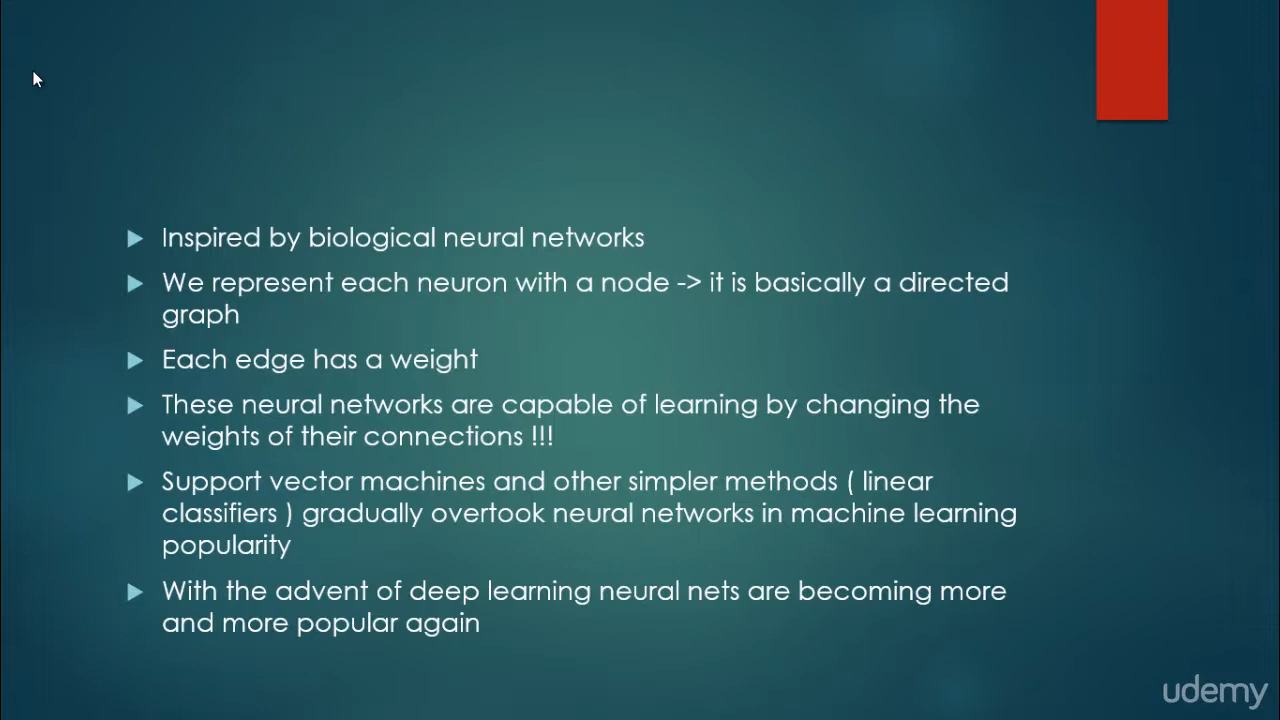 Inspired by biological neural networks
We represent each neuron with a node -> it is basically a directed
graph
Each edge has a weight
These neural networks are capable of learning by changing the
weights of their connections !!!
Support vector machines and other simpler methods ( linear
classifiers ) gradually overtook neural networks in machine learning
popularity
With the advent of deep learning neural nets are becoming more
and more popular again
udemy